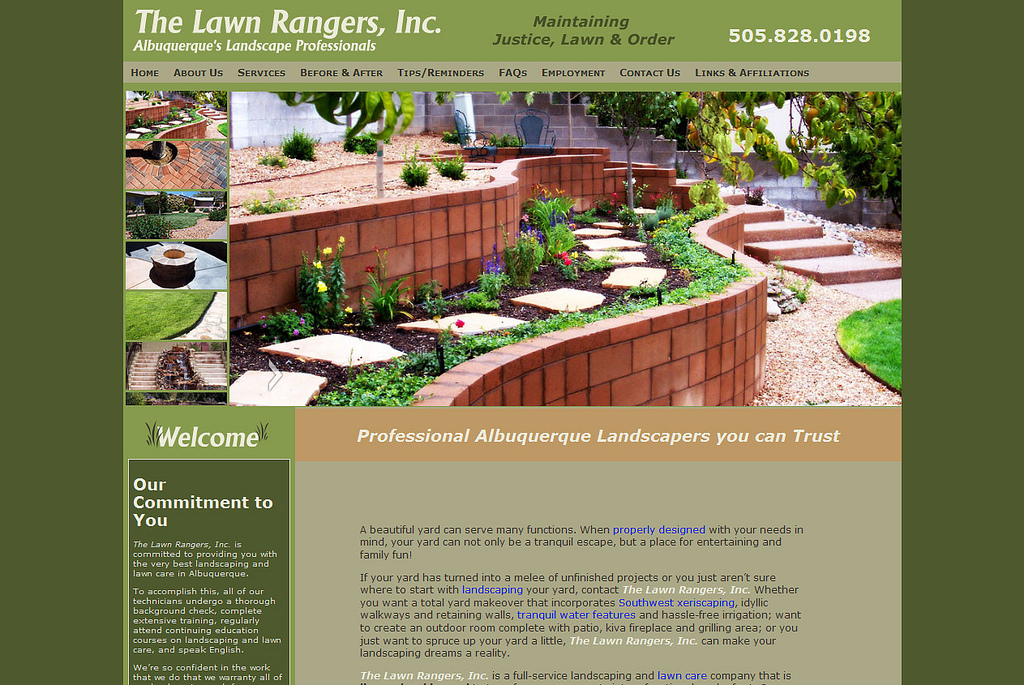 The Lawn Rangers, Inc.
Albuquerque's Landscape Professionals
Maintaining
Justice, Lawn & Order
505.828.0198
Home About Us Services Before & After Tips/Reminders FAQs Employment Contact Us Links & Affiliations
Welcome
Our
Commitment to
You
The Lawn Rangers, Inc. is
committed to providing you with
the very best landscaping and
lawn care in Albuquerque.
To accomplish this, all of our
technicians undergo a thorough
background check, complete
extensive training, regularly
attend continuing education
courses on landscaping and lawn
care, and speak English.
We're so confident in the work
that we do that we warranty all of
Professional Albuquerque Landscapers you can Trust
A beautiful yard can serve many functions. When properly designed with your needs in
mind, your yard can not only be a tranquil escape, but a place for entertaining and
family fun!
If your yard has turned into a melee of unfinished projects or you just aren't sure
where to start with landscaping your yard, contact The Lawn Rangers, Inc. Whether
you want a total yard makeover that incorporates Southwest xeriscaping, idyllic
walkways and retaining walls, tranquil water features and hassle-free irrigation; want
to create an outdoor room complete with patio, kiva fireplace and grilling area; or you
just want to spruce up your yard a little, The Lawn Rangers, Inc. can make your
landscaping dreams a reality.
The Lawn Rangers, Inc. is a full-service landscaping and lawn care company that is